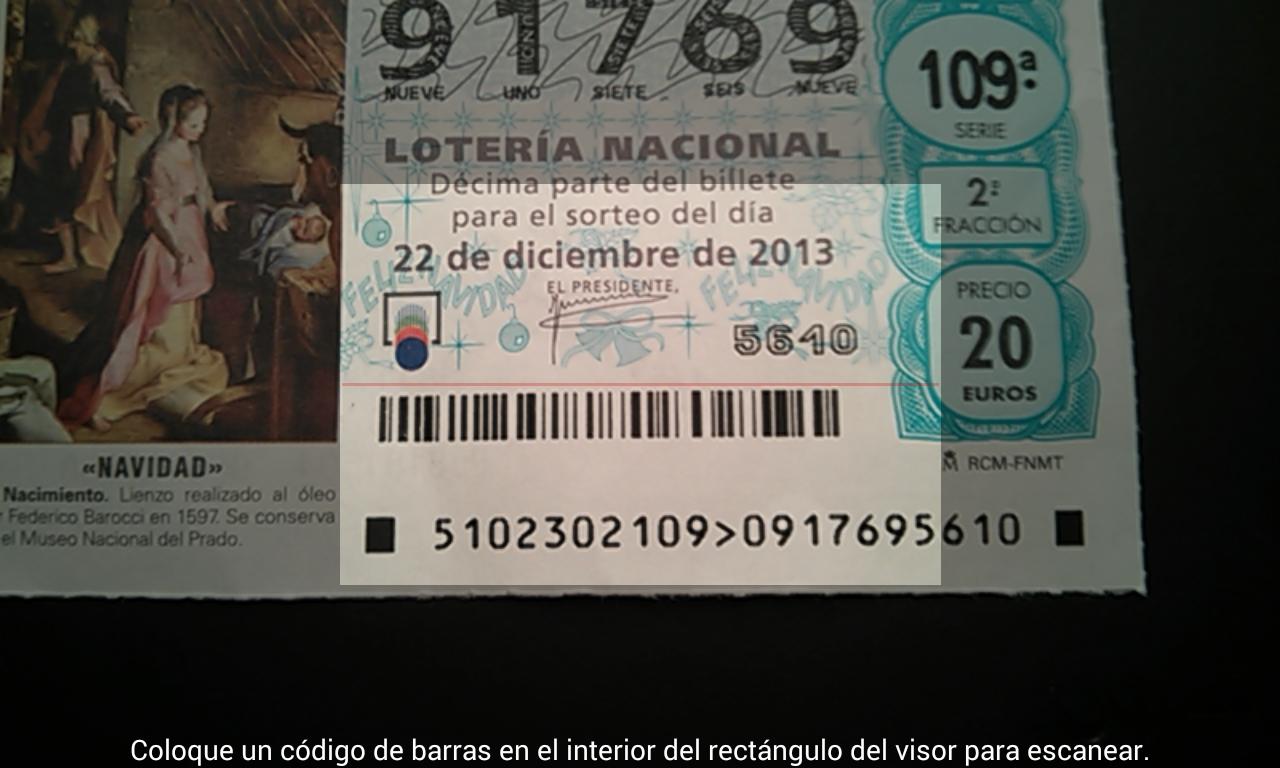 91769
NUEVE UNO SIETE SEIS NUEVE
109ª
SERIE
LOTERÍA NACIONAL
Décima parte del billete
para el sorteo del día
22 de diciembre de 2013
2ª
FRACCIÓN
FELIZ NAVIDAD
FELIZ NAVIDAD
EL PRESIDENTE,
5640
PRECIO
20
EUROS
«NAVIDAD»
RCM-FNMT
Nacimiento. Lienzo realizado al óleo
r Federico Barocci en 1597. Se conserva
el Museo Nacional del Prado.
5102302109>0917695610
Coloque un código de barras en el interior del rectángulo del visor para escanear.